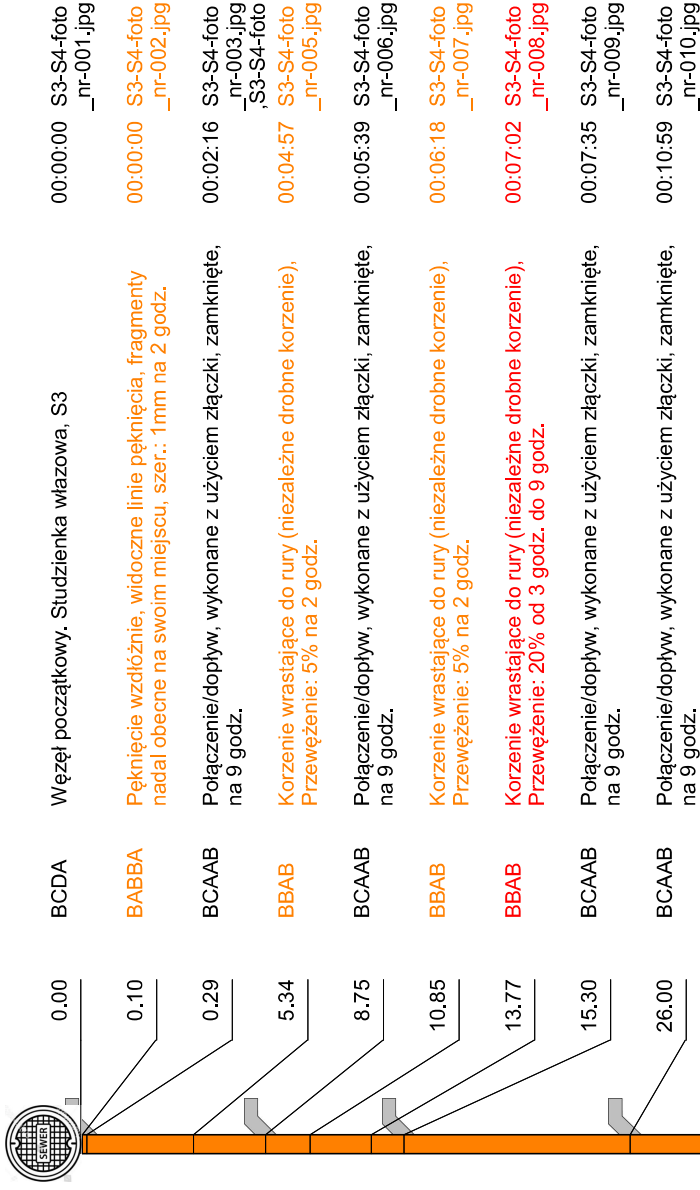 SEWER
0.00 BCDA Węzęł początkowy. Studzienka włazowa, S3 00:00:00 S3-S4-foto
_nr-001.jpg
0.10 BABBA Pęknięcie wzdłóżnie, widoczne linie pęknięcia, fragmenty 00:00:00 S3-S4-foto
nadal obecne na swoim miejscu, szer.: 1mm na 2 godz. _nr-002.jpg
0.29 BCAAB Połączenie/dopływ, wykonane z użyciem złączki, zamknięte, 00:02:16 S3-S4-foto
na 9 godz. _nr-003.jpg
,S3-S4-foto
5.34 BBAB Korzenie wrastające do rury (niezależne drobne korzenie), 00:04:57 S3-S4-foto
Przewężenie: 5% na 2 godz. _nr-005.jpg
8.75 BCAAB Połączenie/dopływ, wykonane z użyciem złączki, zamknięte, 00:05:39 S3-S4-foto
na 9 godz. _nr-006.jpg
10.85 BBAB Korzenie wrastające do rury (niezależne drobne korzenie), 00:06:18 S3-S4-foto
Przewężenie: 5% na 2 godz. _nr-007.jpg
13.77 BBAB Korzenie wrastające do rury (niezależne drobne korzenie), 00:07:02 S3-S4-foto
Przewężenie: 20% od 3 godz. do 9 godz. _nr-008.jpg
15.30 BCAAB Połączenie/dopływ, wykonane z użyciem złączki, zamknięte, 00:07:35 S3-S4-foto
na 9 godz. _nr-009.jpg
26.00 BCAAB Połączenie/dopływ, wykonane z użyciem złączki, zamknięte, 00:10:59 S3-S4-foto
na 9 godz. _nr-010.jpg